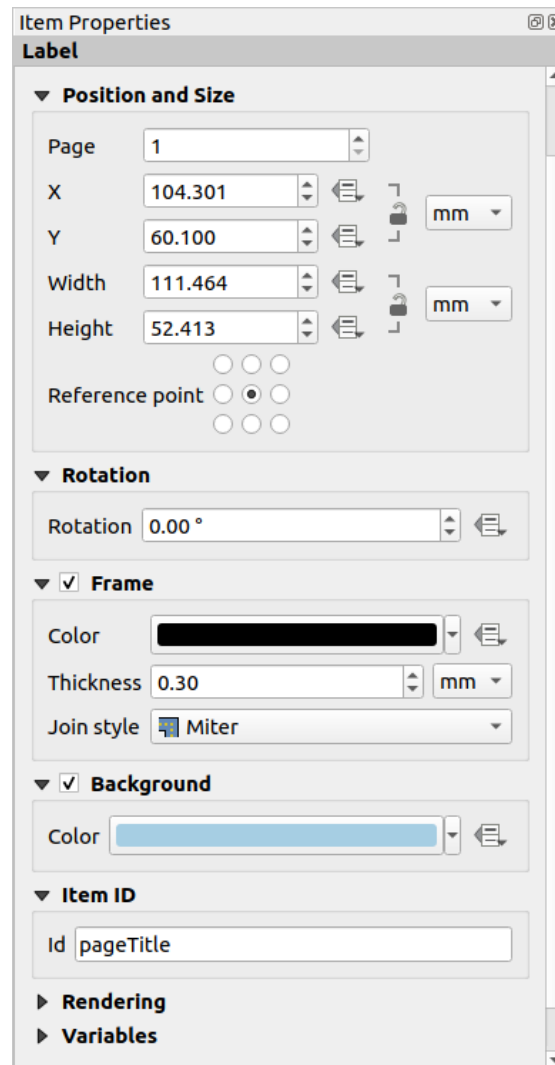 Item Properties
Label
Position and Size
Page 1
X 104.301
mm
Y 60.100
Width 111.464
mm
Height 52.413
Reference point
Rotation
Rotation 0.00 °
Frame
Color
Thickness 0.30 mm
Join style Miter
Background
Color
Item ID
Id pageTitle
Rendering
Variables